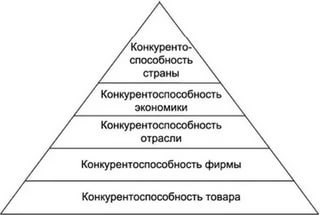 Конкуренто-
способность
страны
Конкурентоспособность
экономики
Конкурентоспособность
отрасли
Конкурентоспособность фирмы
Конкурентоспособность товара